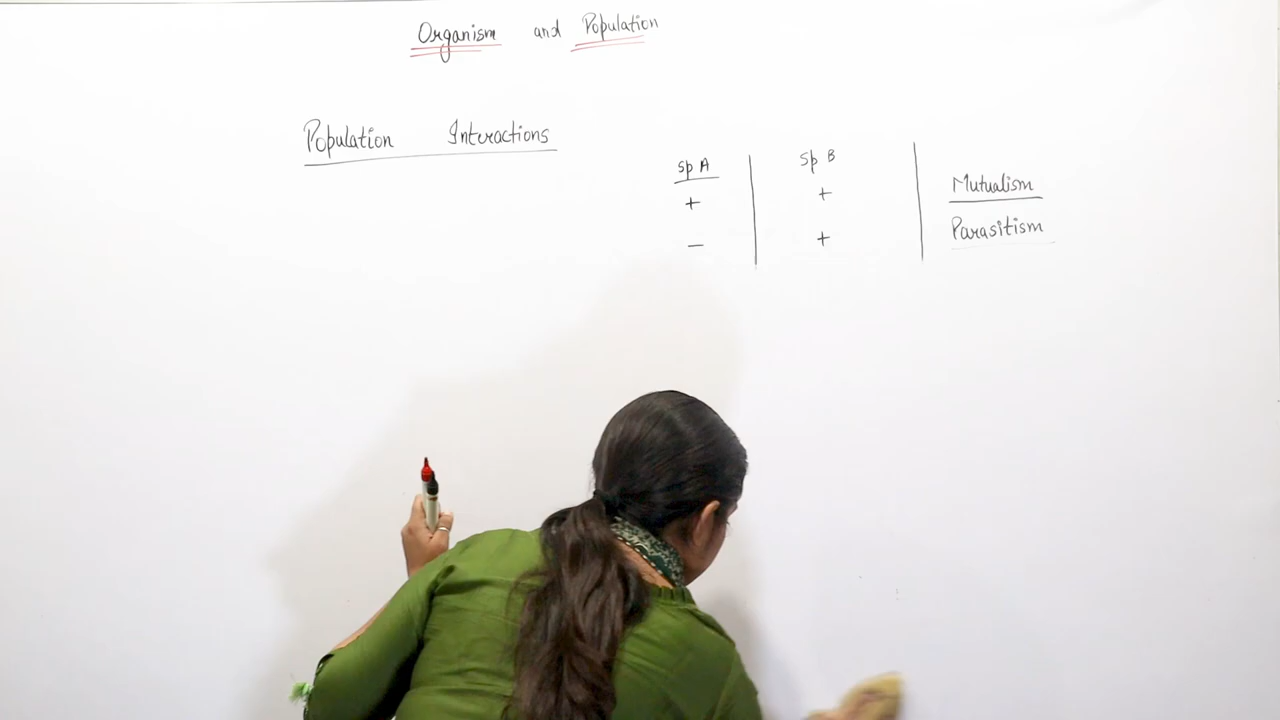 Organism and Population
Population Interactions
Sp A Sp B
+ + Mutualism
- + Parasitism